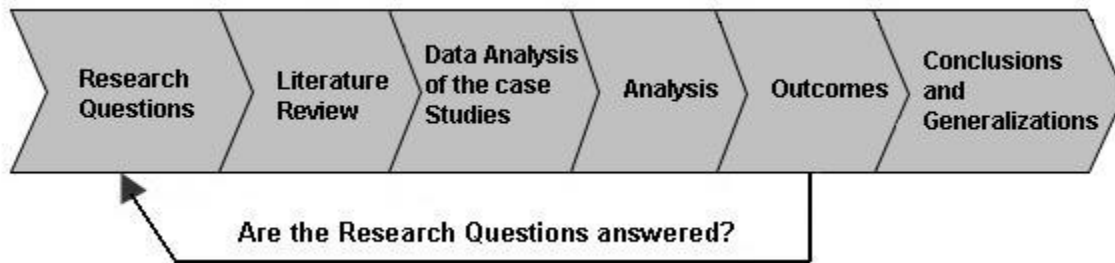 Research
Questions
Literature
Review
Data Analysis
of the case
Studies
Analysis
Outcomes
Conclusions
and
Generalizations
Are the Research Questions answered?